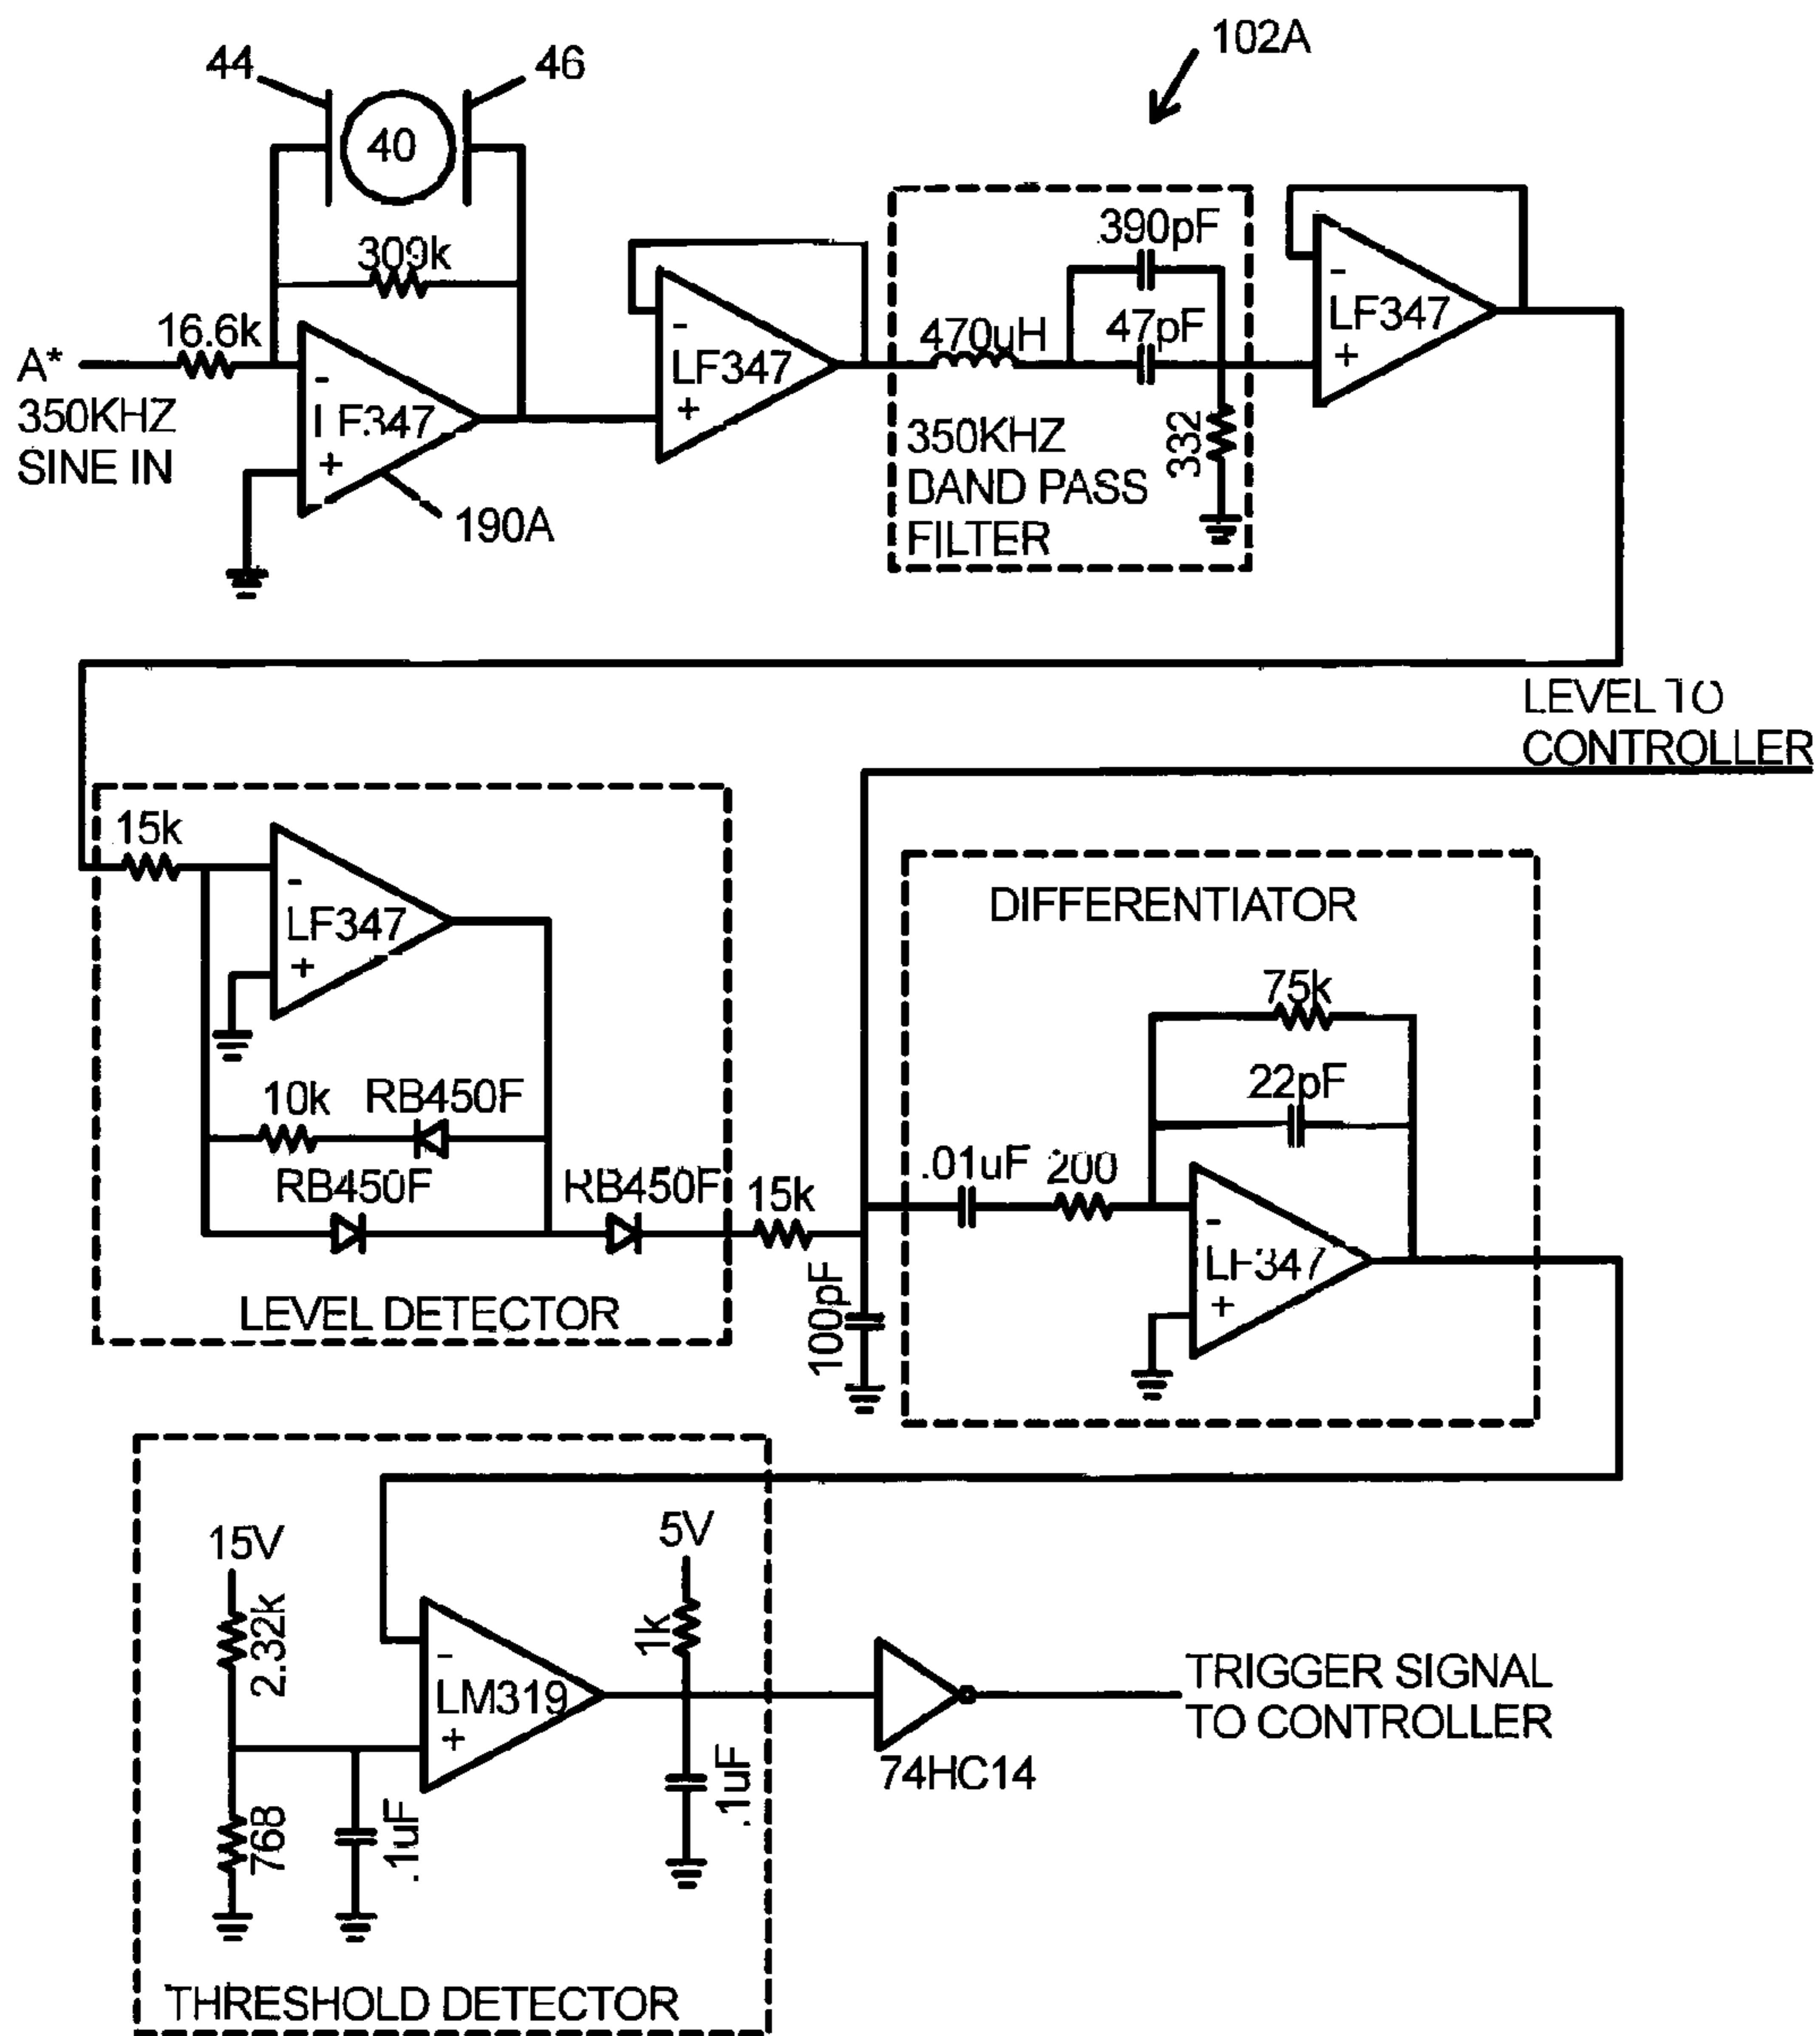 102A
44
46
40
309k
16.6k
A*
350KHZ
SINE IN
-
LF347
+
190A
-
LF347
+
390pF
470uH
47pF
332
350KHZ
BAND PASS
FILTER
-
LF347
+
LEVEL TO
CONTROLLER
15k
-
LF347
+
10k
RB450F
RB450F
RB450F
LEVEL DETECTOR
15k
100pF
DIFFERENTIATOR
75k
22pF
.01uF
200
-
LF347
+
15V
2.32k
768
.1uF
-
LM319
+
5V
1k
.1uF
74HC14
TRIGGER SIGNAL
TO CONTROLLER
THRESHOLD DETECTOR